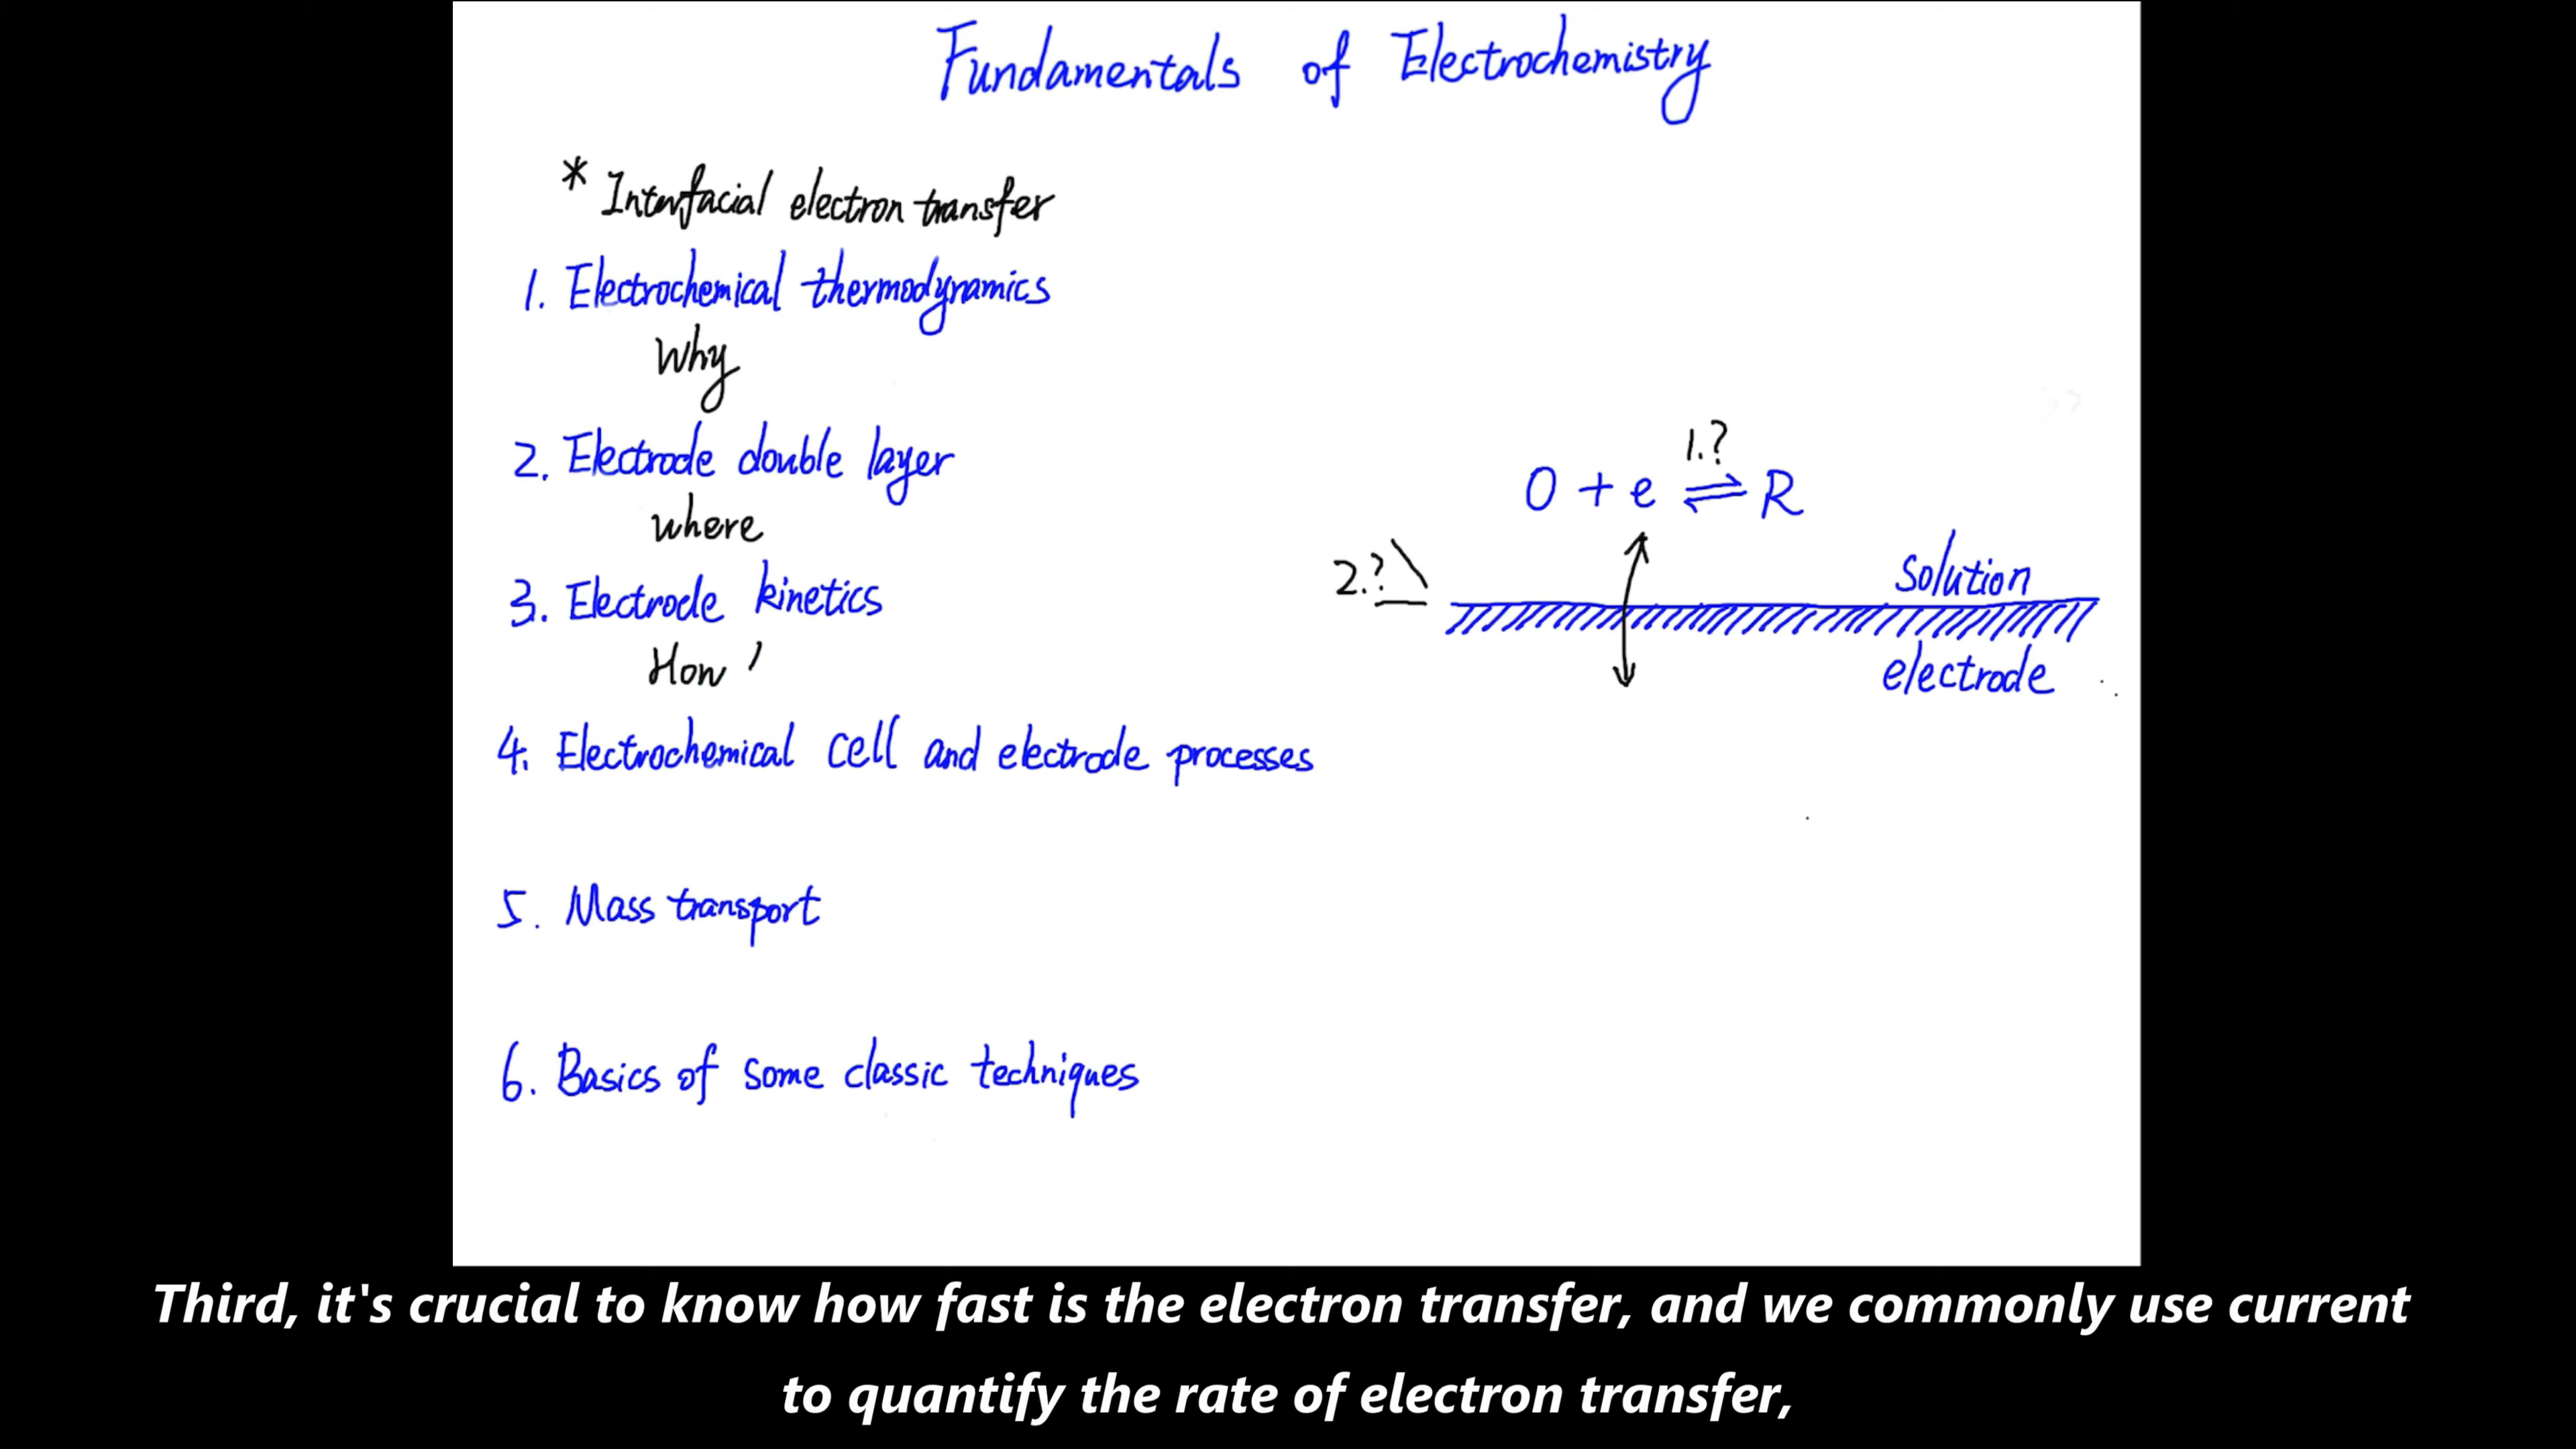 Fundamentals of Electrochemistry
* Interfacial electron transfer
1. Electrochemical thermodynamics
Why
2. Electrode double layer
where
3. Electrode kinetics
How
4. Electrochemical cell and electrode processes
5. Mass transport
6. Basics of some classic techniques
1.?
O + e ⇌ R
2.?
solution
electrode
Third, it's crucial to know how fast is the electron transfer, and we commonly use current
to quantify the rate of electron transfer,